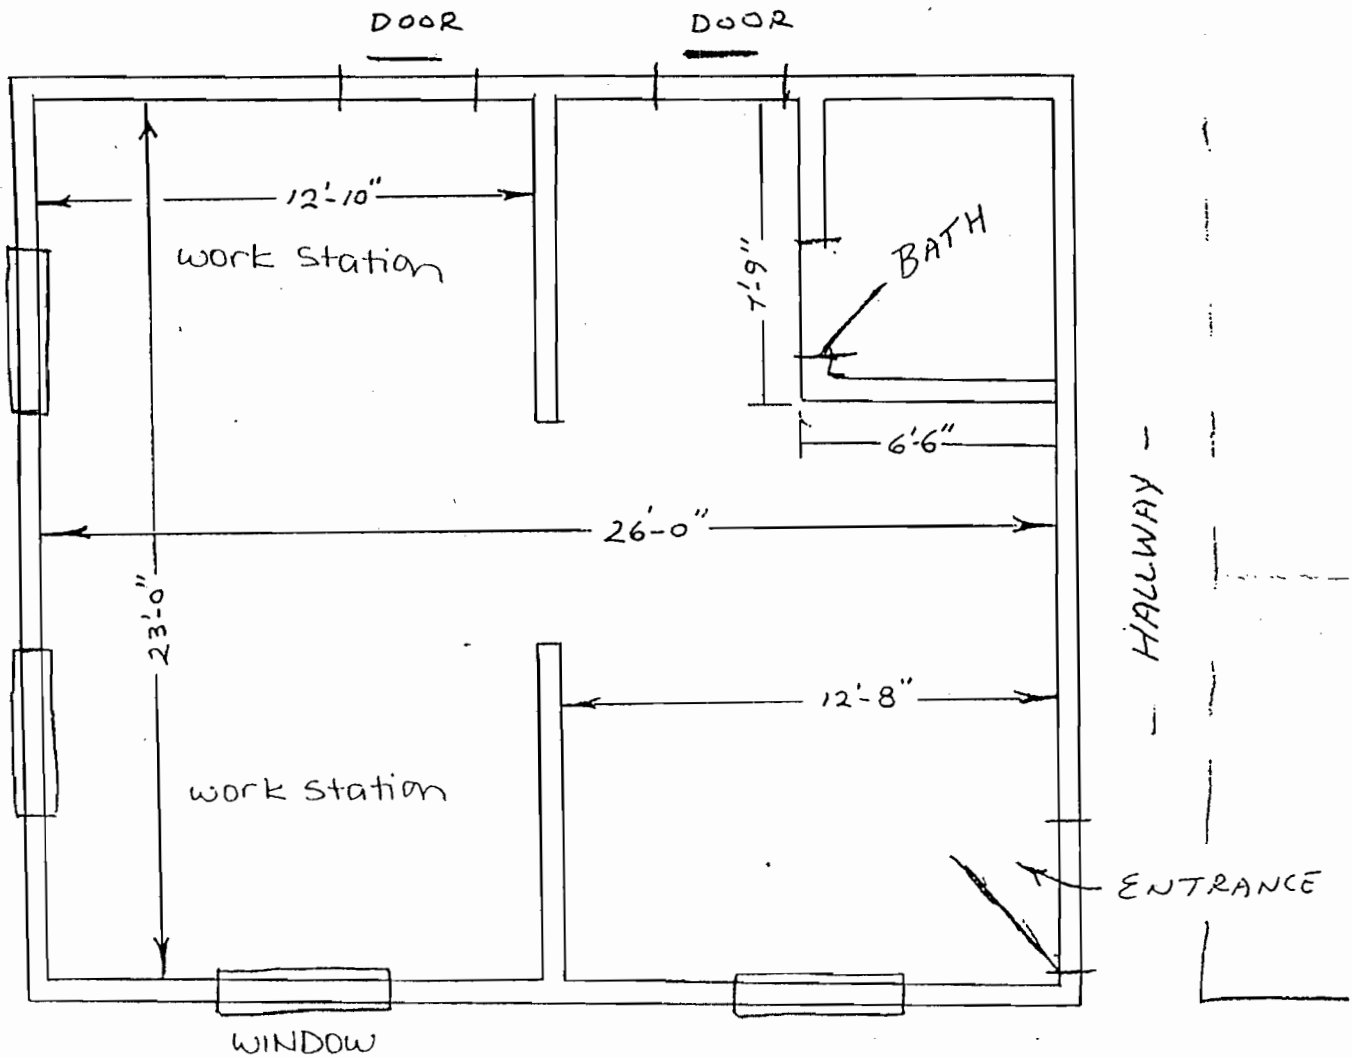 DOOR
DOOR
12'-10"
work Station
7'-9"
BATH
6'-6"
26'-0"
- HALLWAY -
23'-0"
12'-8"
work Station
ENTRANCE
WINDOW